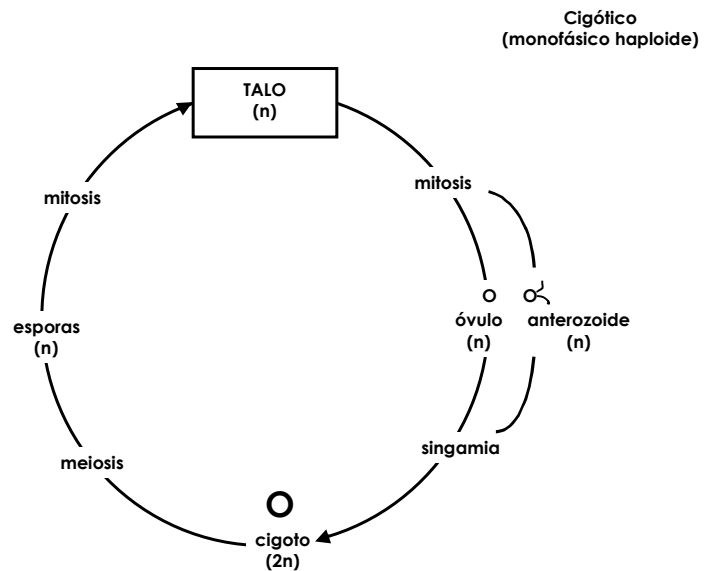 Cigótico
(monofásico haploide)
TALO
(n)
mitosis
mitosis
óvulo
(n)
anterozoide
(n)
esporas
(n)
singamia
meiosis
cigoto
(2n)